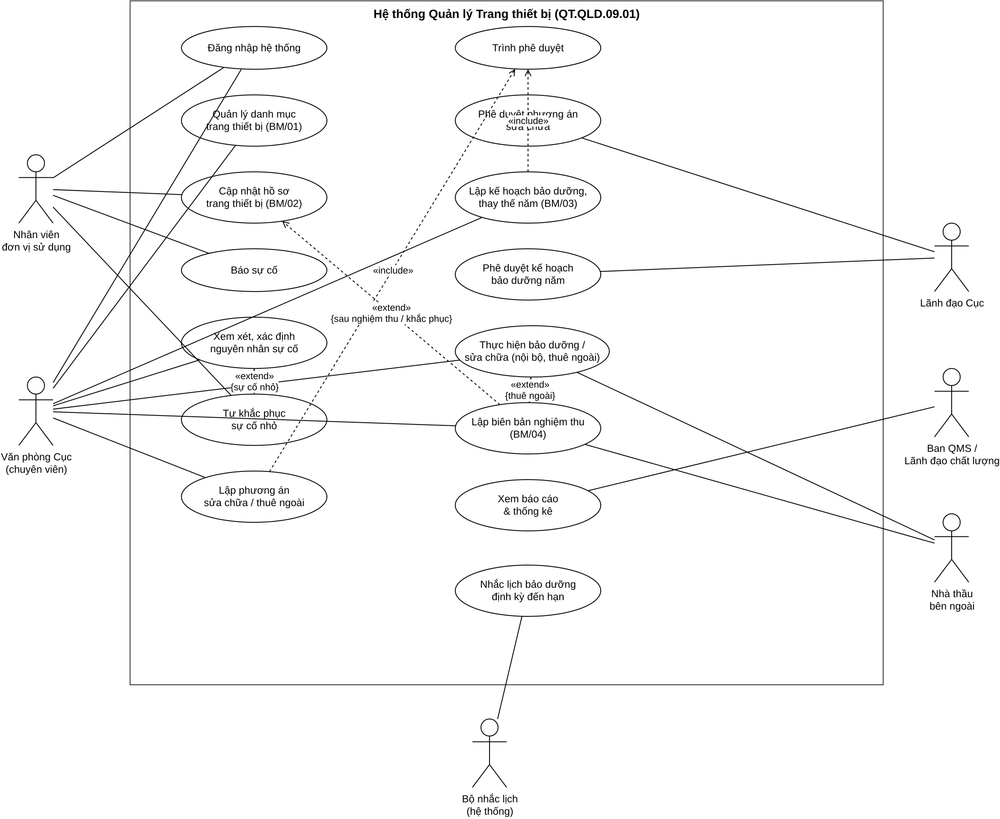 Hệ thống Quản lý Trang thiết bị (QT.QLD.09.01)
Đăng nhập hệ thống
Trình phê duyệt
Quản lý danh mục
trang thiết bị (BM/01)
Phê duyệt phương án
sửa chữa
«include»
Cập nhật hồ sơ
trang thiết bị (BM/02)
Lập kế hoạch bảo dưỡng,
thay thế năm (BM/03)
Nhân viên
đơn vị sử dụng
Báo sự cố
«include»
Phê duyệt kế hoạch
bảo dưỡng năm
Lãnh đạo Cục
«extend»
{sau nghiệm thu / khắc phục}
Xem xét, xác định
nguyên nhân sự cố
Thực hiện bảo dưỡng /
sửa chữa (nội bộ, thuê ngoài)
«extend»
{sự cố nhỏ}
«extend»
{thuê ngoài}
Tự khắc phục
sự cố nhỏ
Lập biên bản nghiệm thu
(BM/04)
Văn phòng Cục
(chuyên viên)
Ban QMS /
Lãnh đạo chất lượng
Lập phương án
sửa chữa / thuê ngoài
Xem báo cáo
& thống kê
Nhắc lịch bảo dưỡng
định kỳ đến hạn
Nhà thầu
bên ngoài
Bộ nhắc lịch
(hệ thống)